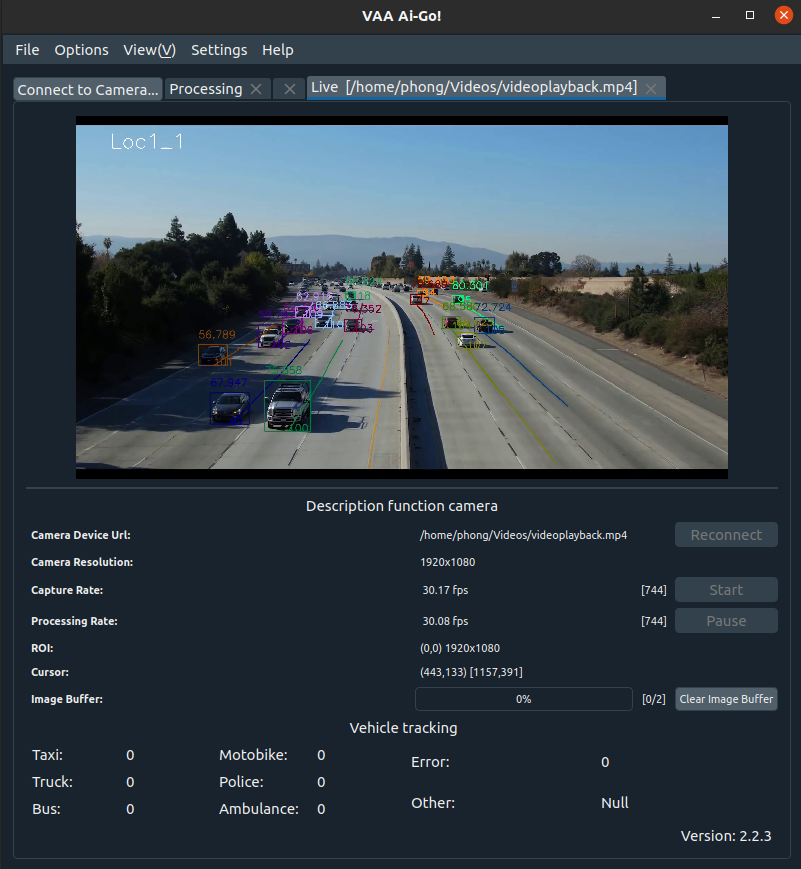 VAA Ai-Go!
File Options View(V) Settings Help
Connect to Camera... Processing Live [/home/phong/Videos/videoplayback.mp4]
Loc1_1
80.301
195
72.724
56.789
101
67.947
100
Description function camera
Camera Device Url: /home/phong/Videos/videoplayback.mp4 Reconnect
Camera Resolution: 1920x1080
Capture Rate: 30.17 fps [744] Start
Processing Rate: 30.08 fps [744] Pause
ROI: (0,0) 1920x1080
Cursor: (443,133) [1157,391]
Image Buffer: 0% [0/2] Clear Image Buffer
Vehicle tracking
Taxi: 0 Motobike: 0 Error: 0
Truck: 0 Police: 0
Bus: 0 Ambulance: 0 Other: Null
Version: 2.2.3